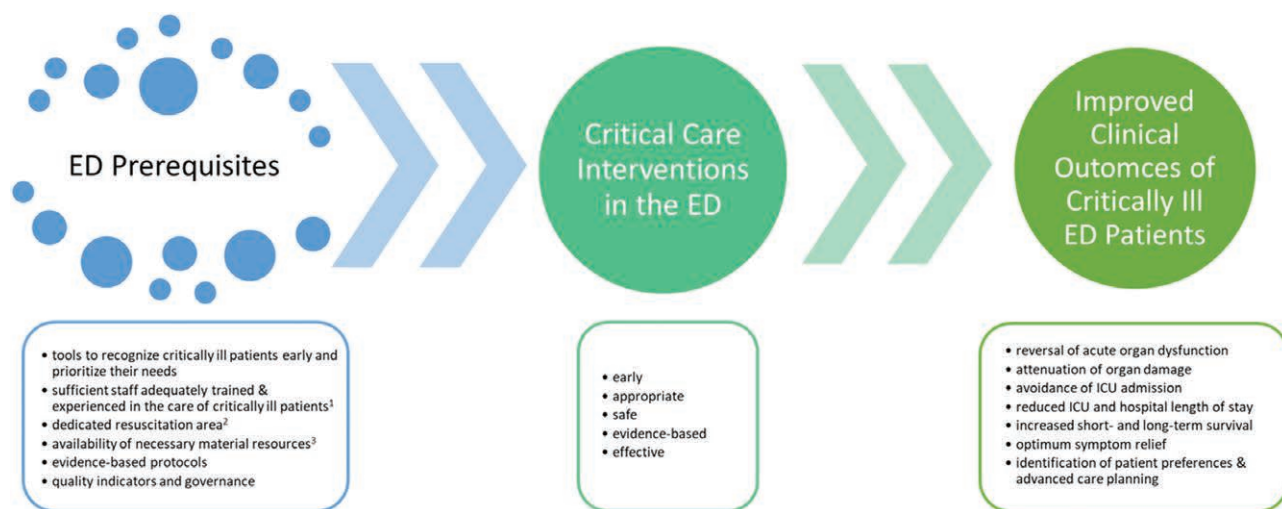 ED Prerequisites
Critical Care
Interventions
in the ED
Improved
Clinical
Outomces of
Critically Ill
ED Patients
• tools to recognize critically ill patients early and
prioritize their needs
• sufficient staff adequately trained &
experienced in the care of critically ill patients¹
• dedicated resuscitation area²
• availability of necessary material resources³
• evidence-based protocols
• quality indicators and governance
• early
• appropriate
• safe
• evidence-based
• effective
• reversal of acute organ dysfunction
• attenuation of organ damage
• avoidance of ICU admission
• reduced ICU and hospital length of stay
• increased short- and long-term survival
• optimum symptom relief
• identification of patient preferences &
advanced care planning